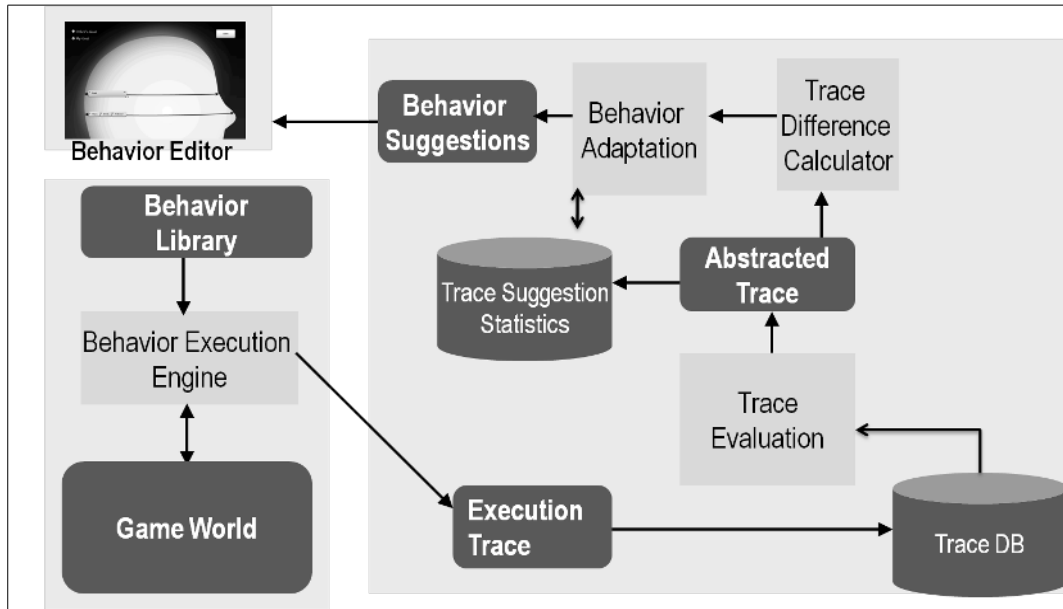 Behavior Editor
Behavior
Library
Behavior Execution
Engine
Game World
Behavior
Suggestions
Behavior
Adaptation
Trace
Difference
Calculator
Trace Suggestion
Statistics
Abstracted
Trace
Trace
Evaluation
Execution
Trace
Trace DB